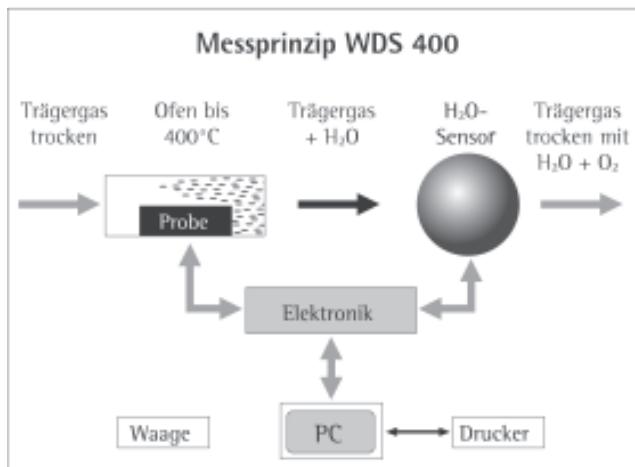 Messprinzip WDS 400
Trägergas
trocken
Ofen bis
400°C
Trägergas
+ H₂O
H₂O-
Sensor
Trägergas
trocken mit
H₂O + O₂
Probe
Elektronik
Waage
PC
Drucker